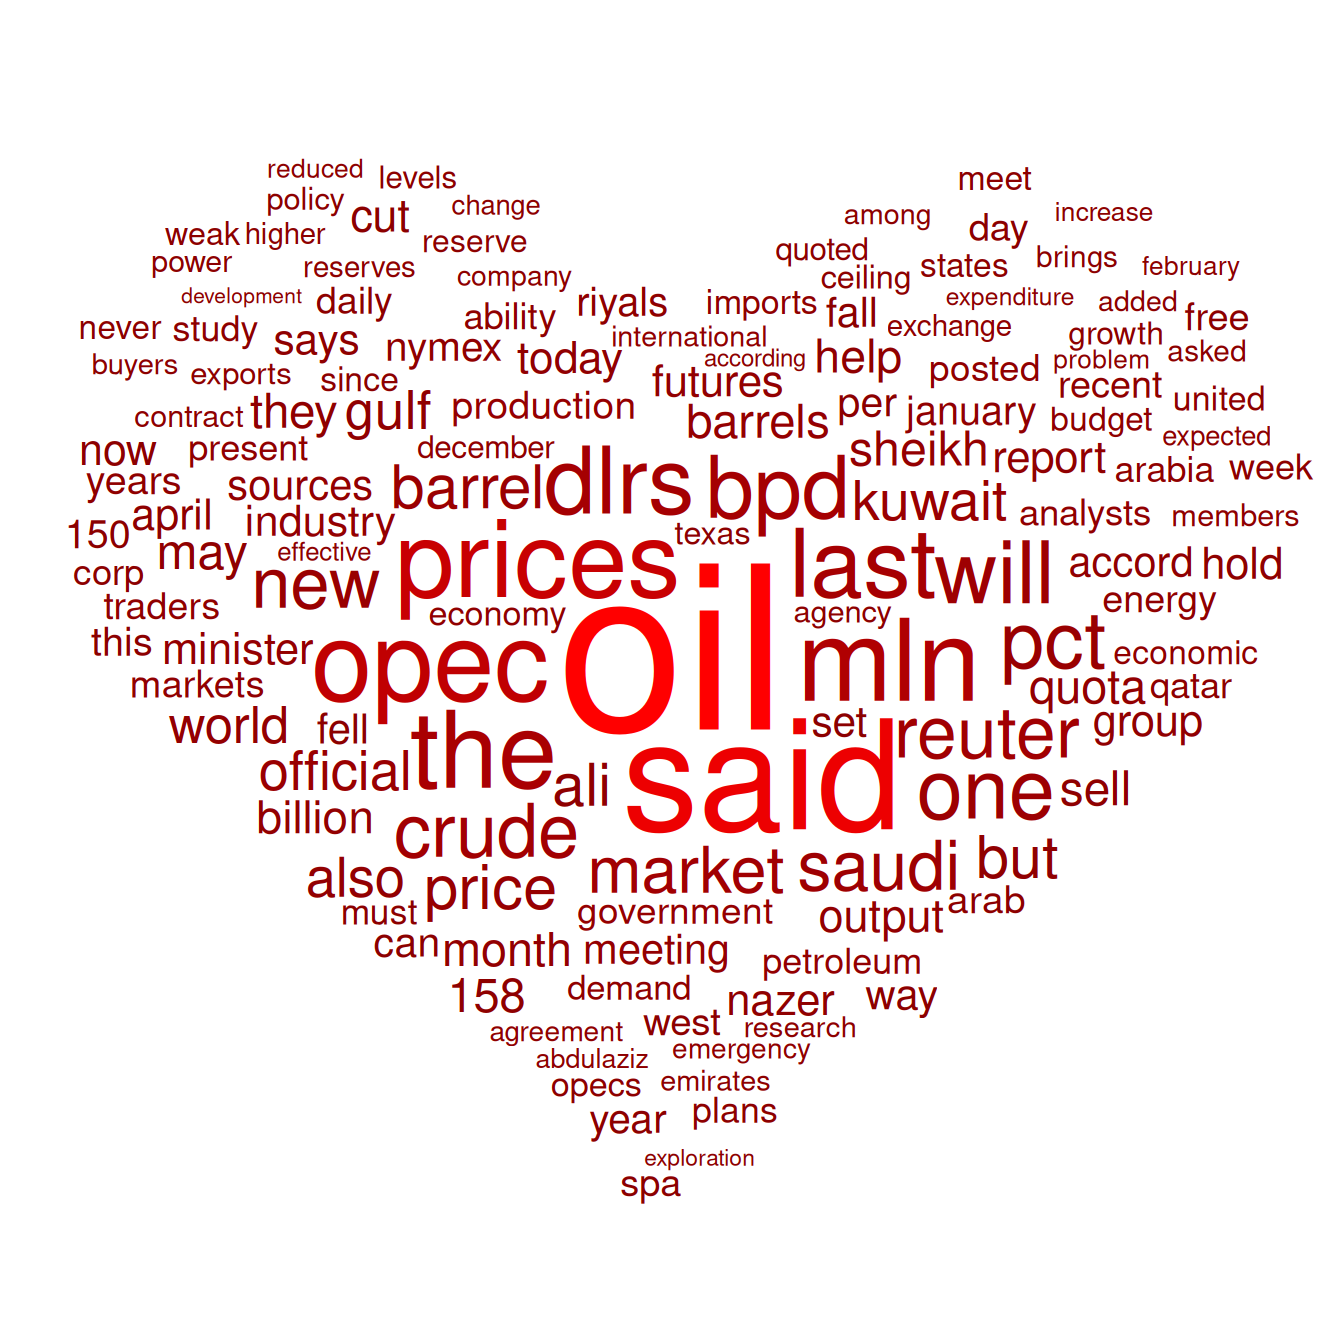 reduced levels meet
policy cut change among day increase
weak higher reserve quoted states brings
power reserves company ceiling february
development daily ability riyals imports fall expenditure added free
never study says nymex today international exchange growth
buyers exports since according help posted problem asked
contract they gulf production futures barrels per january recent budget united
now present december sheikh report expected
years sources barrel dlrs bpd kuwait arabia week
150 april industry texas analysts members
corp may effective prices last will accord hold
traders new economy agency energy
this minister opec oil mln pct economic
markets quota qatar
world fell the set reuter group
official ali said one sell
billion crude
also price market saudi but
must government output arab
can month meeting petroleum
158 demand nazer way
agreement west research
abdulaziz emergency
opecs emirates
year plans
exploration
spa